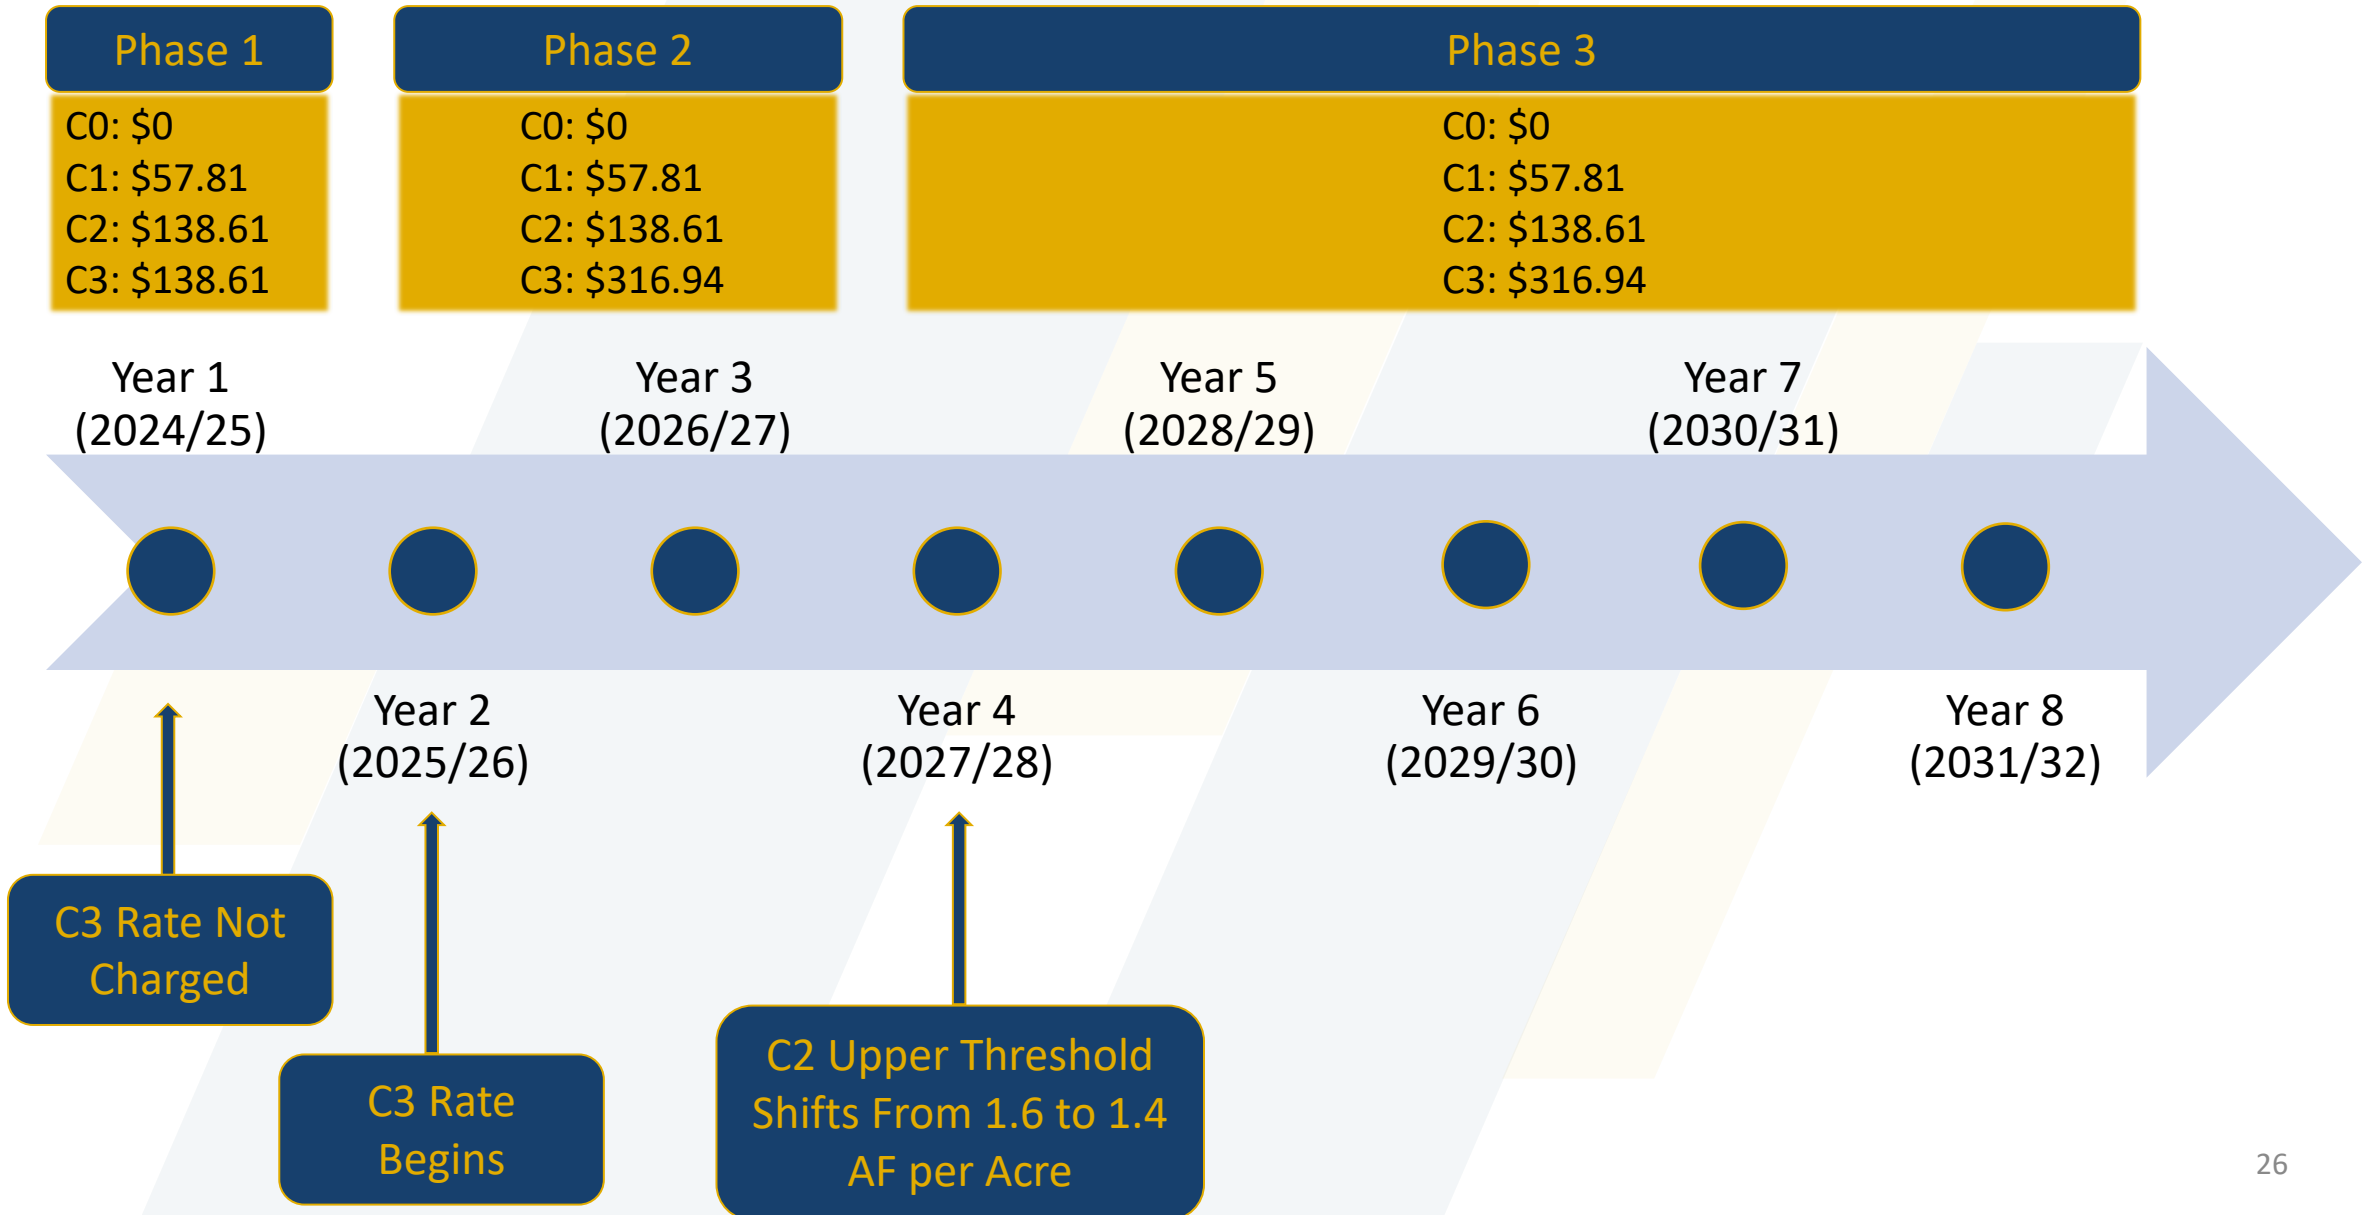 Phase 1
C0: $0
C1: $57.81
C2: $138.61
C3: $138.61
Phase 2
C0: $0
C1: $57.81
C2: $138.61
C3: $316.94
Phase 3
C0: $0
C1: $57.81
C2: $138.61
C3: $316.94
Year 1
(2024/25)
Year 3
(2026/27)
Year 5
(2028/29)
Year 7
(2030/31)
Year 2
(2025/26)
Year 4
(2027/28)
Year 6
(2029/30)
Year 8
(2031/32)
C3 Rate Not
Charged
C3 Rate
Begins
C2 Upper Threshold
Shifts From 1.6 to 1.4
AF per Acre
26